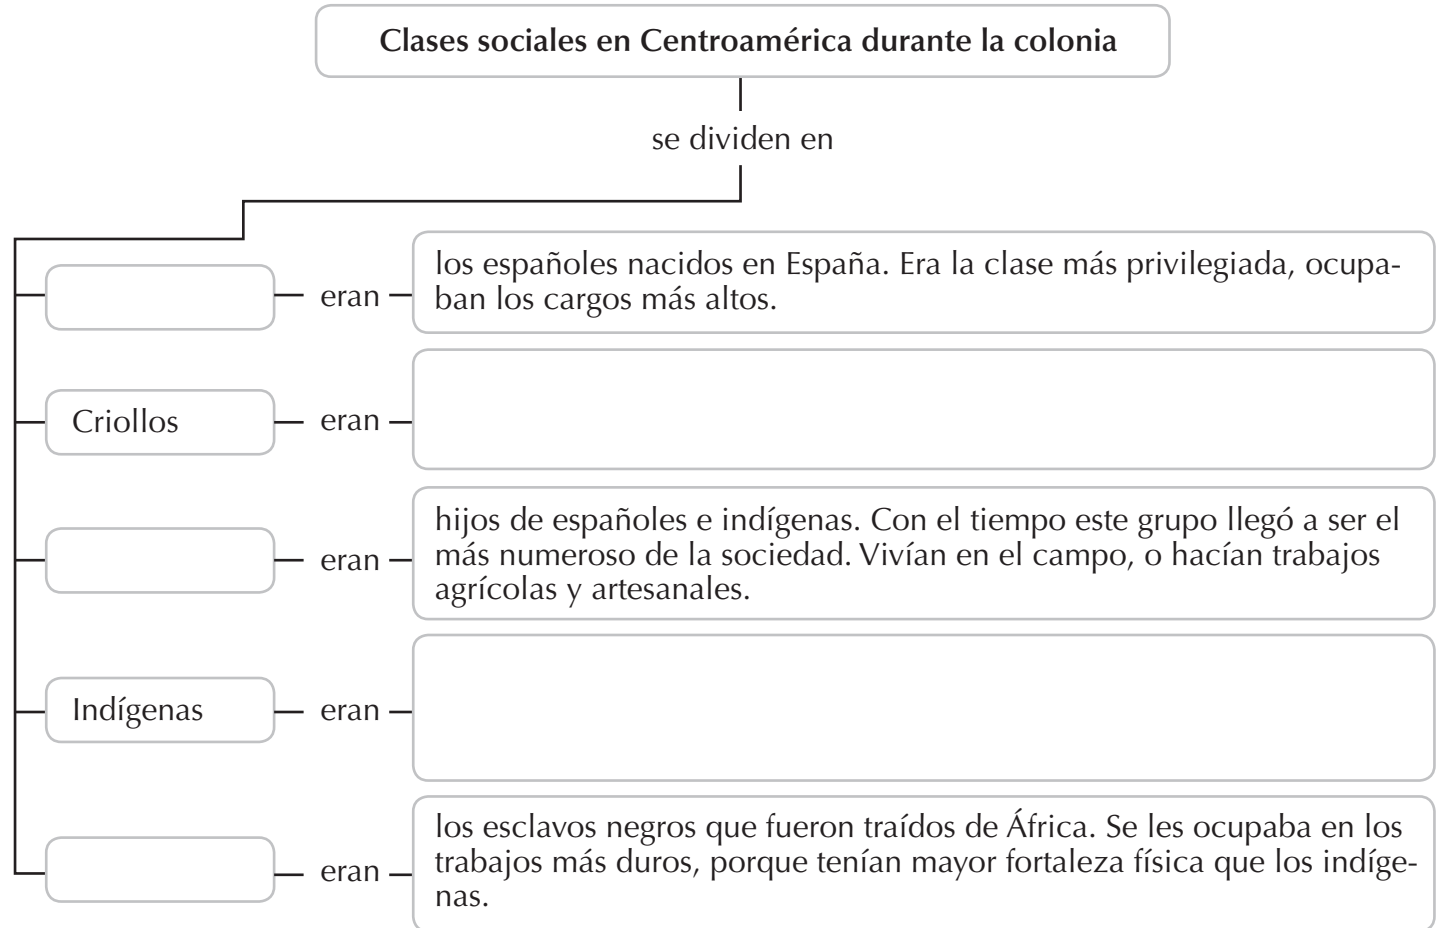 Clases sociales en Centroamérica durante la colonia
se dividen en
eran
los españoles nacidos en España. Era la clase más privilegiada, ocupa-
ban los cargos más altos.
Criollos
eran
eran
hijos de españoles e indígenas. Con el tiempo este grupo llegó a ser el
más numeroso de la sociedad. Vivían en el campo, o hacían trabajos
agrícolas y artesanales.
Indígenas
eran
eran
los esclavos negros que fueron traídos de África. Se les ocupaba en los
trabajos más duros, porque tenían mayor fortaleza física que los indíge-
nas.